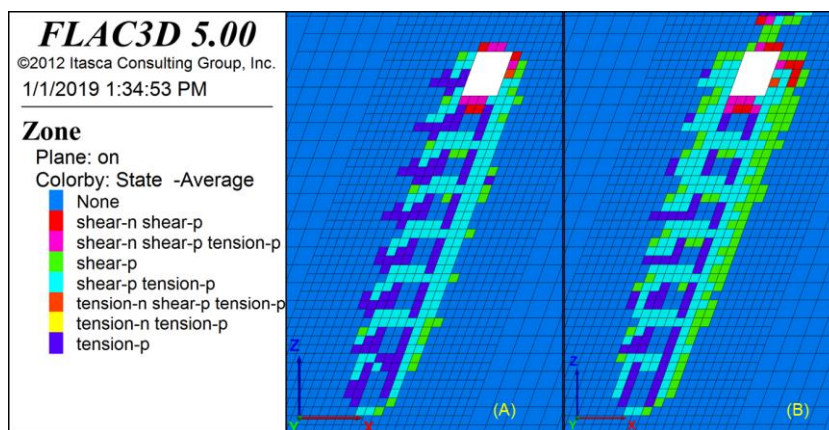 FLAC3D 5.00
©2012 Itasca Consulting Group, Inc.
1/1/2019 1:34:53 PM
Zone
Plane: on
Colorby: State -Average
None
shear-n shear-p
shear-n shear-p tension-p
shear-p
shear-p tension-p
tension-n shear-p tension-p
tension-n tension-p
tension-p
Z
Y
X
(A)
Z
Y
X
(B)